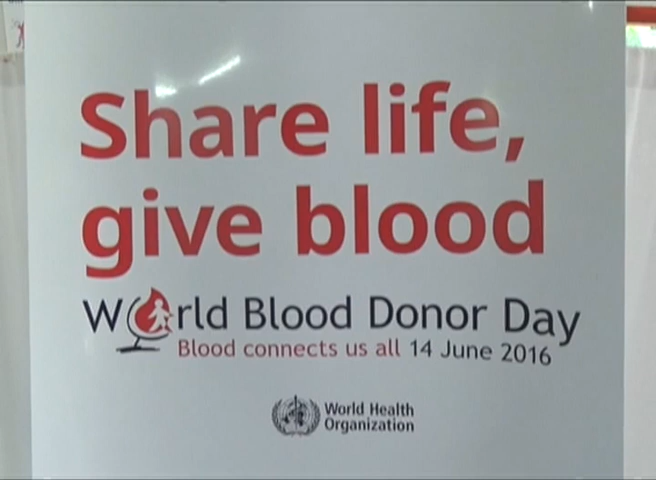 Share life,
give blood
World Blood Donor Day
Blood connects us all 14 June 2016
World Health
Organization